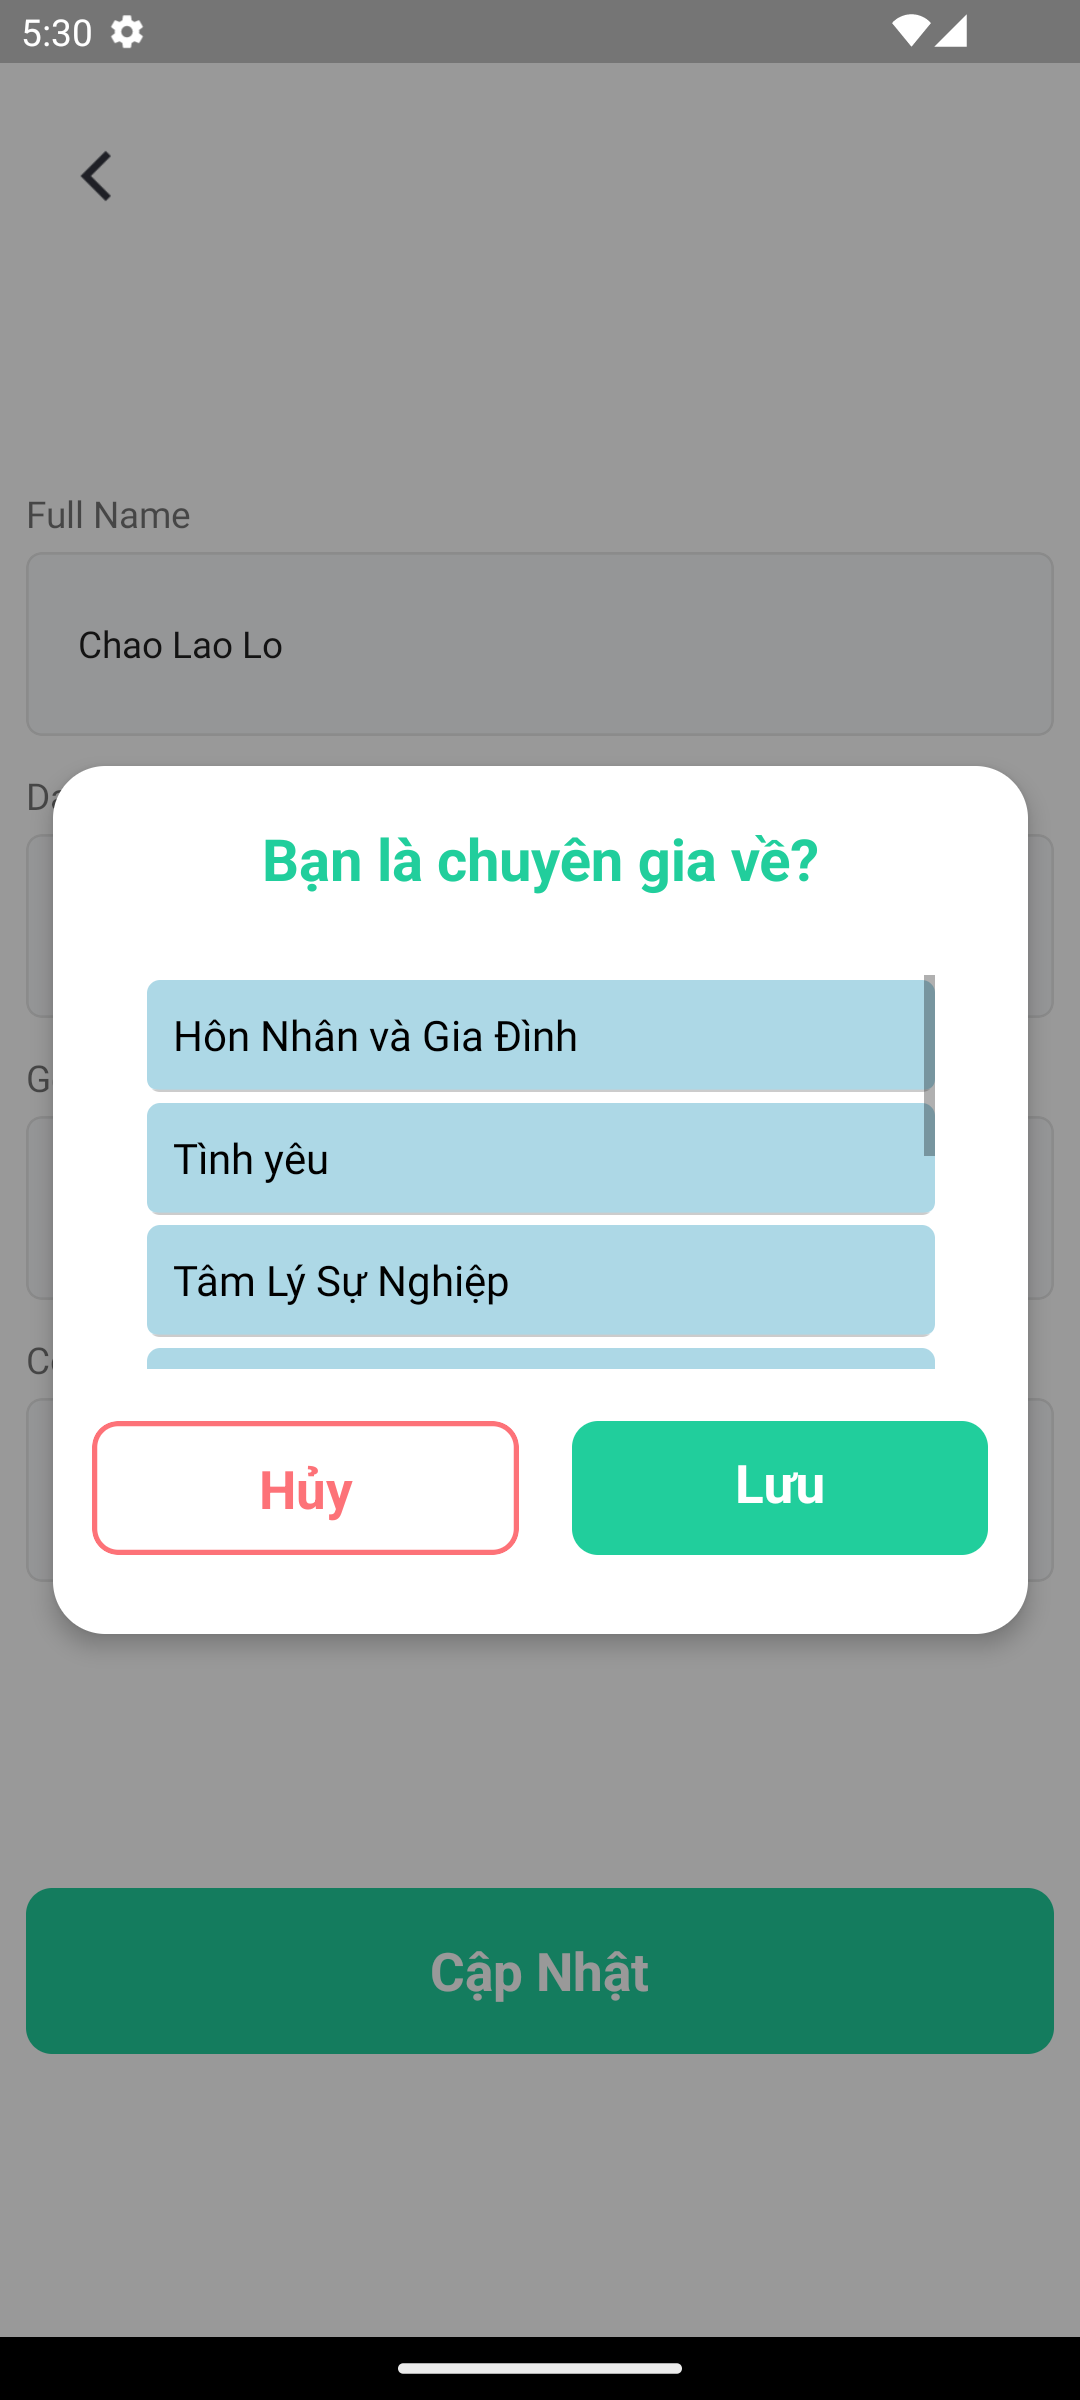 5:30
Full Name
Chao Lao Lo
Bạn là chuyên gia về?
Hôn Nhân và Gia Đình
Tình yêu
Tâm Lý Sự Nghiệp
Hủy
Lưu
Cập Nhật